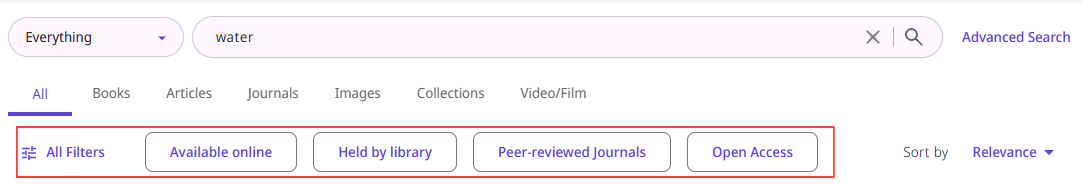 Everything water Advanced Search
All Books Articles Journals Images Collections Video/Film
All Filters Available online Held by library Peer-reviewed Journals Open Access Sort by Relevance